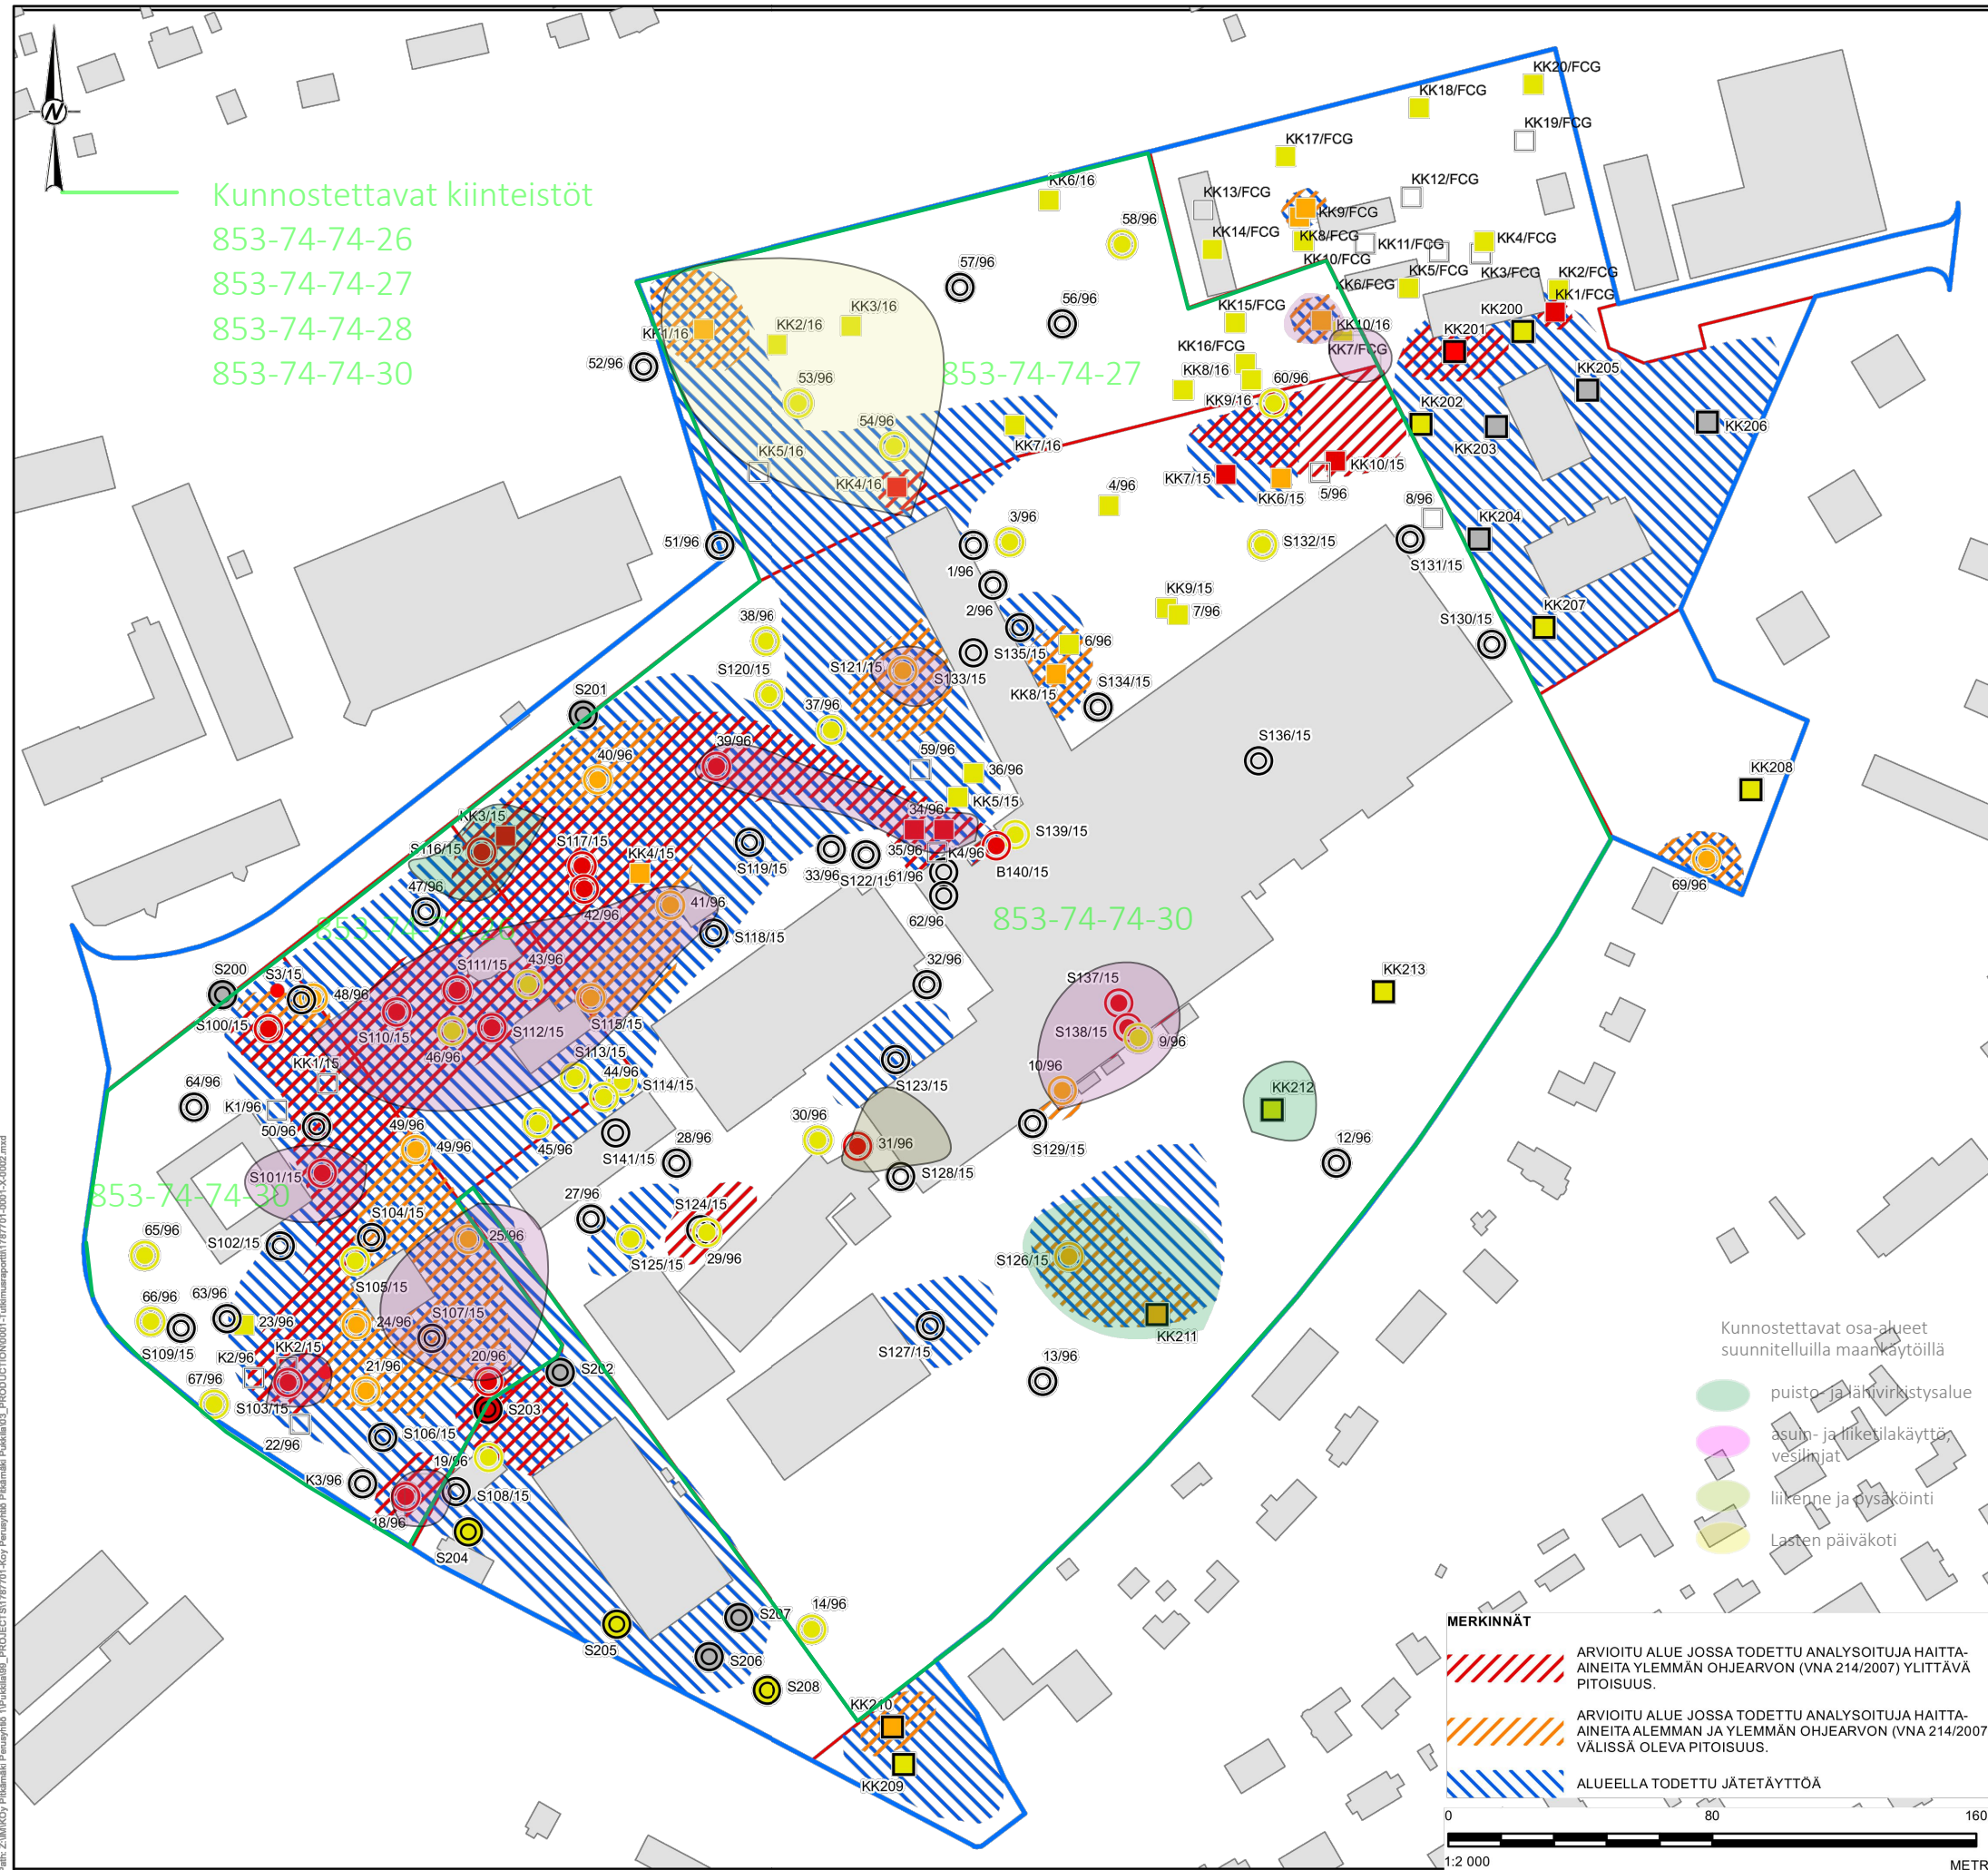 N
Kunnostettavat kiinteistöt
853-74-74-26
853-74-74-27
853-74-74-28
853-74-74-30
KK20/FCG
KK18/FCG
KK19/FCG
KK17/FCG
KK6/16
KK13/FCG
KK12/FCG
58/96
KK9/FCG
KK14/FCG
KK8/FCG
KK11/FCG
KK4/FCG
KK10/FCG
57/96
KK5/FCG
KK3/FCG
KK2/FCG
KK6/FCG
KK1/FCG
KK3/16
KK15/FCG
KK200
56/96
KK2/16
KK1/16
KK10/16
KK201
KK7/FCG
KK16/FCG
52/96
853-74-74-27
KK205
53/96
KK8/16
60/96
KK9/16
KK202
54/96
KK7/16
KK206
KK203
KK5/16
KK10/15
KK7/15
KK4/16
4/96
KK6/15
5/96
8/96
3/96
KK204
51/96
S132/15
S131/15
1/96
KK9/15
2/96
7/96
KK207
38/96
S130/15
6/96
S135/15
S120/15
S121/15
S133/15
S134/15
KK8/15
S201
37/96
S136/15
59/96
40/96
39/96
36/96
KK208
KK5/15
34/96
KK3/15
S139/15
S116/15
S117/15
KK4/15
35/96
K4/96
S119/15
33/96
S122/15
61/96
B140/15
69/96
47/96
42/96
41/96
62/96
853-74-74-30
S118/15
32/96
43/96
S200
S3/15
S111/15
KK213
S137/15
48/96
S100/15
S110/15
S112/15
S115/15
S138/15
9/96
46/96
S113/15
KK1/15
10/96
44/96
S114/15
S123/15
KK212
64/96
K1/96
50/96
49/96
49/96
45/96
30/96
S129/15
S141/15
28/96
31/96
12/96
S101/15
S128/15
853-74-74-30
27/96
S124/15
S104/15
25/96
65/96
S102/15
S125/15
29/96
S126/15
S105/15
63/96
S107/15
66/96
23/96
24/96
Kunnostettavat osa-alueet
suunnitelluilla maankäytöillä
S109/15
KK2/15
S127/15
KK211
K2/96
21/96
20/96
S202
13/96
67/96
S103/15
S203
puisto- ja lähivirkistysalue
22/96
S106/15
asuin- ja liiketilakäyttö,
vesilinjat
19/96
K3/96
S108/15
liikenne ja pysäköinti
18/96
S204
Lasten päiväkoti
S207
14/96
S205
S206
S208
KK210
KK209
MERKINNÄT
ARVIOITU ALUE JOSSA TODETTU ANALYSOITUJA HAITTA-
AINEITA YLEMMÄN OHJEARVON (VNA 214/2007) YLITTÄVÄ
PITOISUUS.
ARVIOITU ALUE JOSSA TODETTU ANALYSOITUJA HAITTA-
AINEITA ALEMMAN JA YLEMMÄN OHJEARVON (VNA 214/2007
VÄLISSÄ OLEVA PITOISUUS.
ALUEELLA TODETTU JÄTETÄYTTÖÄ
0 80 160
1:2 000
METR